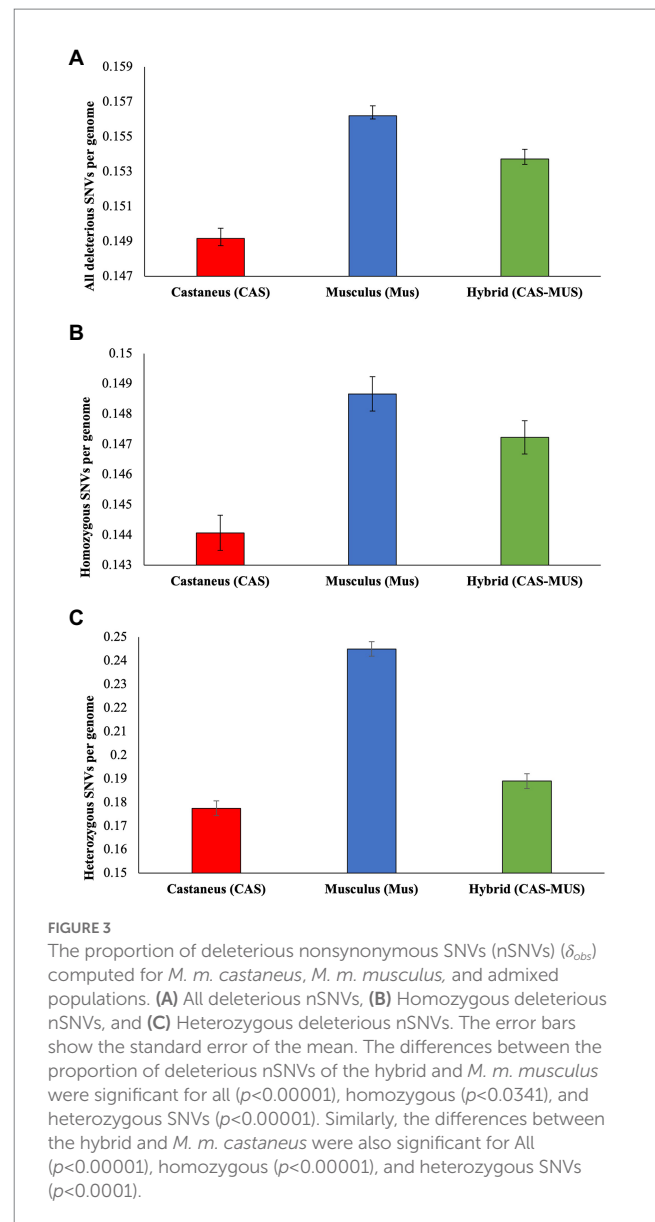 A
All deleterious SNVs per genome
0.159
0.157
0.155
0.153
0.151
0.149
0.147
Castaneus (CAS) Musculus (Mus) Hybrid (CAS-MUS)
B
Homozygous SNVs per genome
0.15
0.149
0.148
0.147
0.146
0.145
0.144
0.143
Castaneus (CAS) Musculus (Mus) Hybrid (CAS-MUS)
C
Heterozygous SNVs per genome
0.25
0.24
0.23
0.22
0.21
0.2
0.19
0.18
0.17
0.16
0.15
Castaneus (CAS) Musculus (Mus) Hybrid (CAS-MUS)
FIGURE 3
The proportion of deleterious nonsynonymous SNVs (nSNVs) (δobs)
computed for M. m. castaneus, M. m. musculus, and admixed
populations. (A) All deleterious nSNVs, (B) Homozygous deleterious
nSNVs, and (C) Heterozygous deleterious nSNVs. The error bars
show the standard error of the mean. The differences between the
proportion of deleterious nSNVs of the hybrid and M. m. musculus
were significant for all (p<0.00001), homozygous (p<0.0341), and
heterozygous SNVs (p<0.00001). Similarly, the differences between
the hybrid and M. m. castaneus were also significant for All
(p<0.00001), homozygous (p<0.00001), and heterozygous SNVs
(p<0.0001).